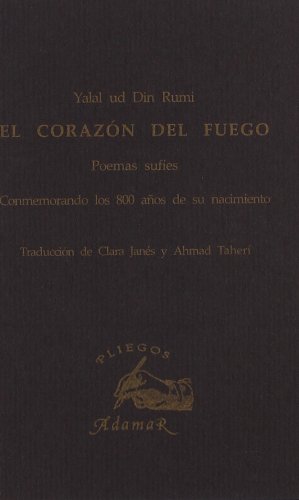 Yalal ud Din Rumi
EL CORAZÓN DEL FUEGO
Poemas sufíes
Conmemorando los 800 años de su nacimiento
Traducción de Clara Janés y Ahmad Taherí
PLIEGOS
AdamaR